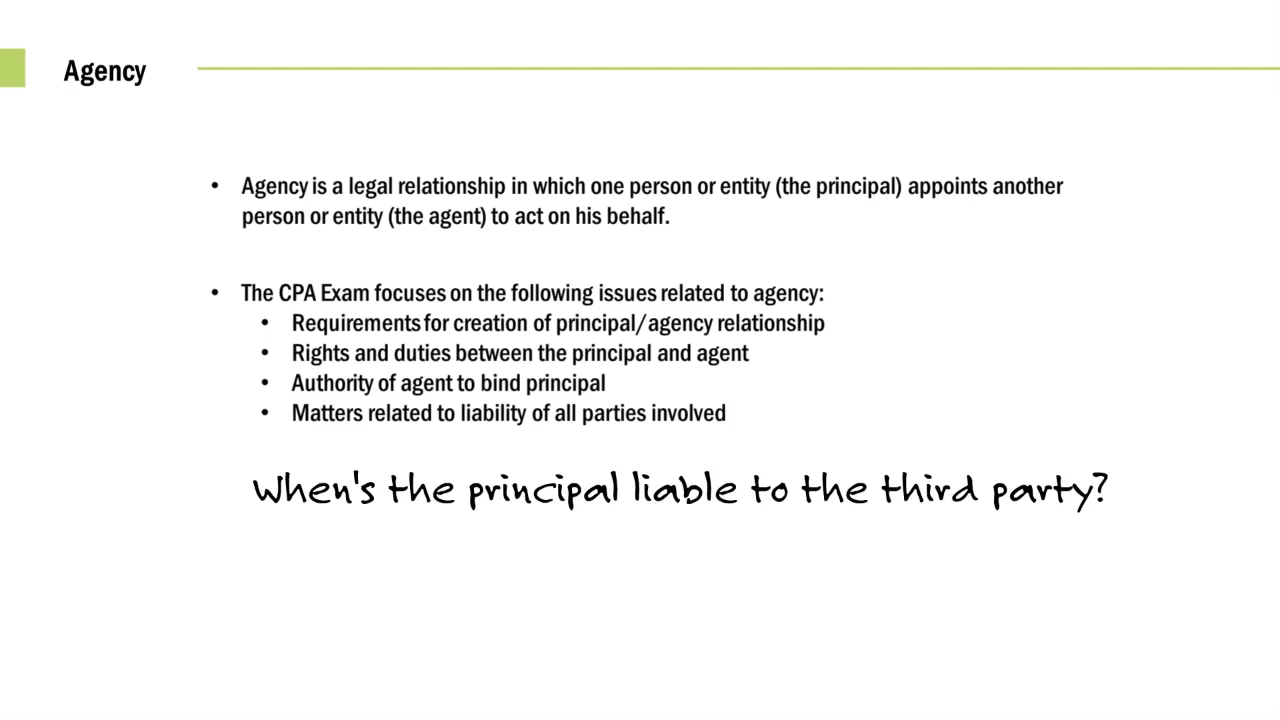 Agency
• Agency is a legal relationship in which one person or entity (the principal) appoints another
person or entity (the agent) to act on his behalf.
• The CPA Exam focuses on the following issues related to agency:
• Requirements for creation of principal/agency relationship
• Rights and duties between the principal and agent
• Authority of agent to bind principal
• Matters related to liability of all parties involved
When's the principal liable to the third party?